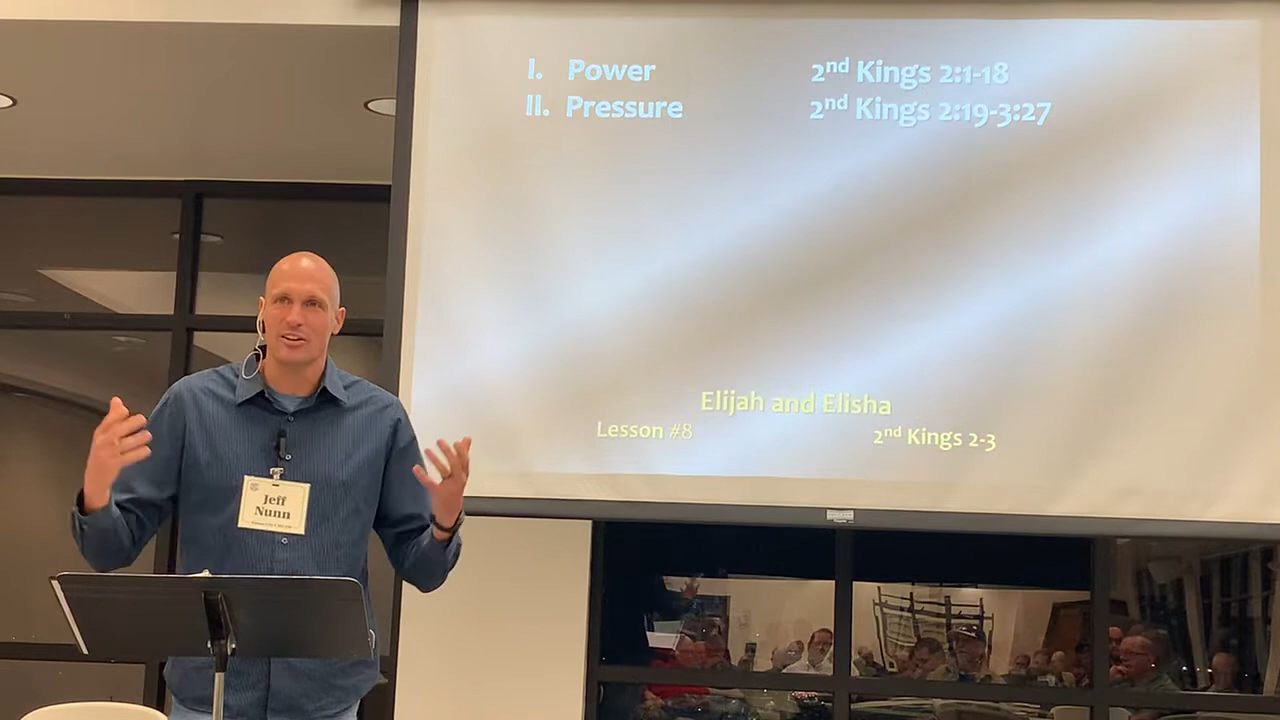 I. Power 2nd Kings 2:1-18
II. Pressure 2nd Kings 2:19-3:27
Elijah and Elisha
Lesson #8 2nd Kings 2-3
Jeff
Nunn